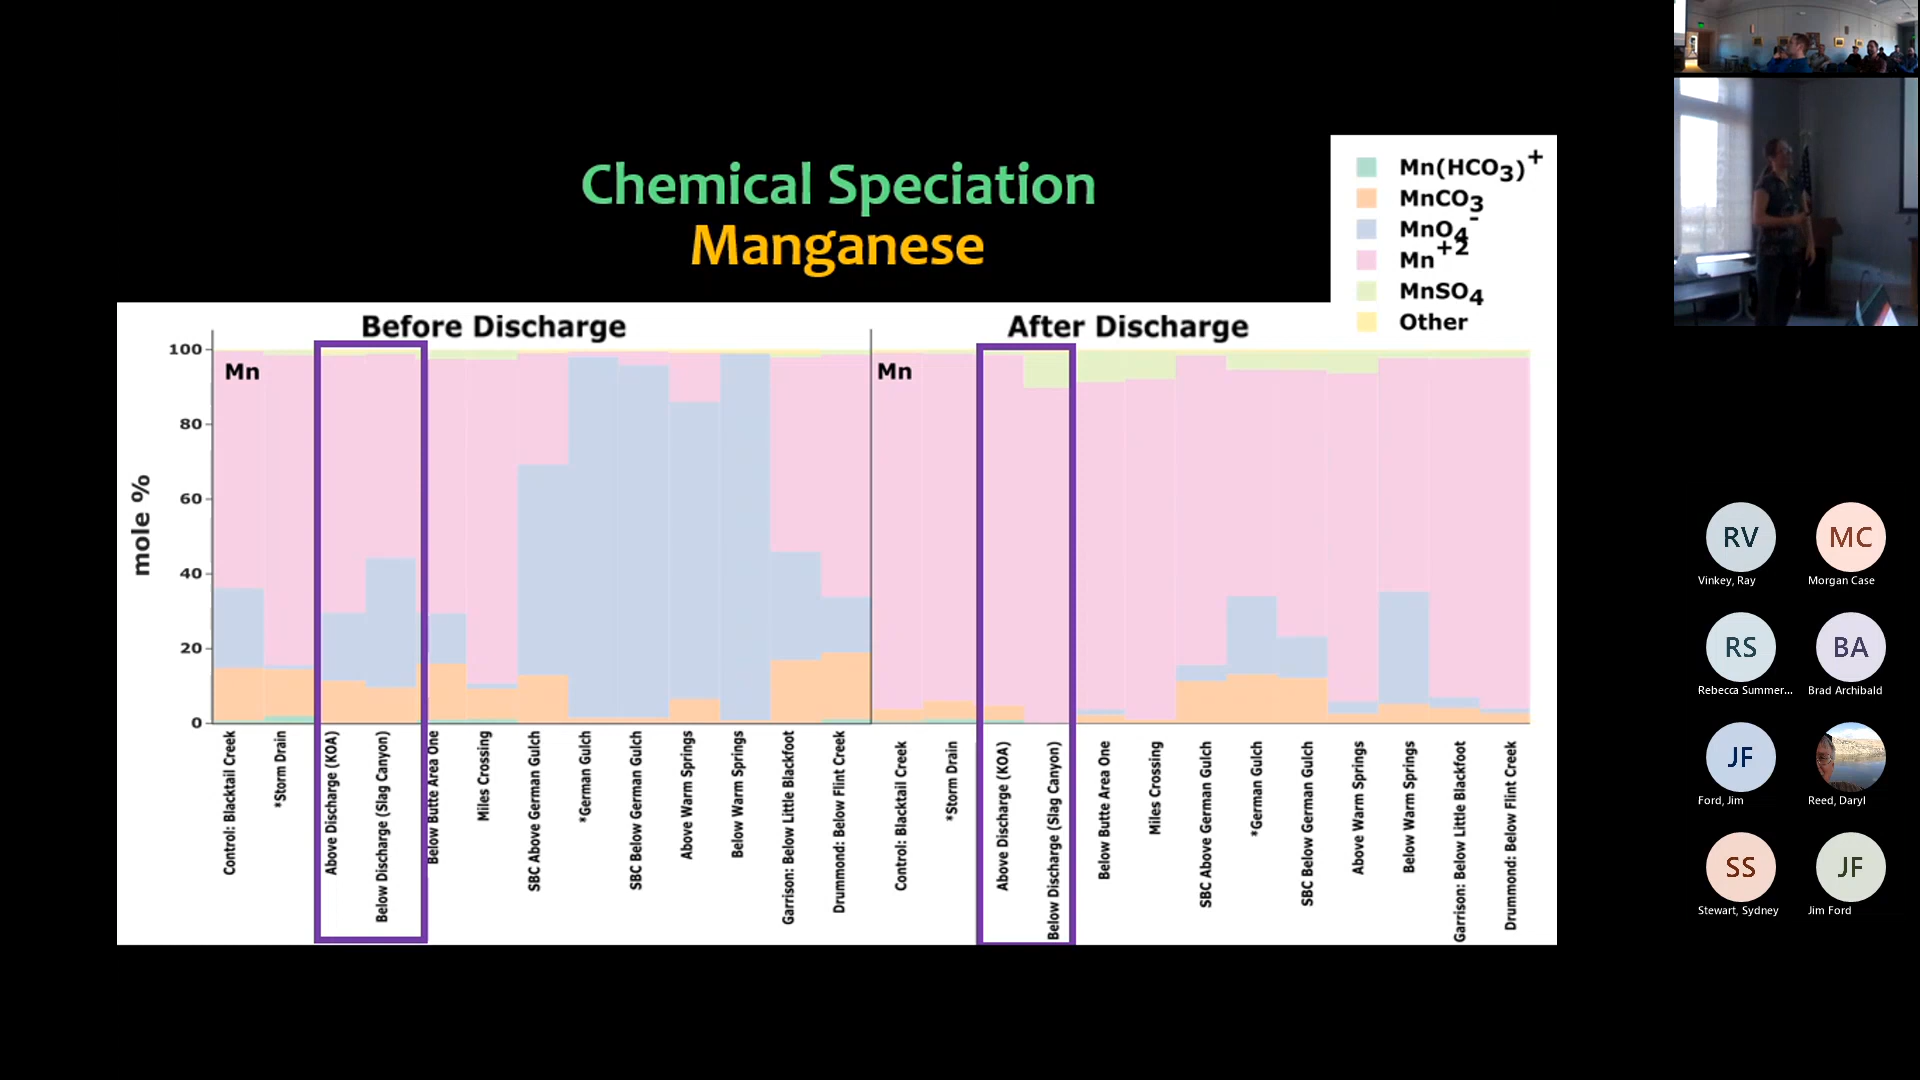 Chemical Speciation
Manganese
Mn(HCO3)+
MnCO3
MnO4-
Mn+2
MnSO4
Other
Before Discharge
After Discharge
mole %
100
80
60
40
20
0
Mn
Mn
Control: Blacktail Creek
*Storm Drain
Above Discharge (KOA)
Below Discharge (Slag Canyon)
Below Butte Area One
Miles Crossing
SBC Above German Gulch
*German Gulch
SBC Below German Gulch
Above Warm Springs
Below Warm Springs
Garrison: Below Little Blackfoot
Drummond: Below Flint Creek
Control: Blacktail Creek
*Storm Drain
Above Discharge (KOA)
Below Discharge (Slag Canyon)
Below Butte Area One
Miles Crossing
SBC Above German Gulch
*German Gulch
SBC Below German Gulch
Above Warm Springs
Below Warm Springs
Garrison: Below Little Blackfoot
Drummond: Below Flint Creek
RV
Vinkey, Ray
MC
Morgan Case
RS
Rebecca Summer...
BA
Brad Archibald
JF
Ford, Jim
Reed, Daryl
SS
Stewart, Sydney
JF
Jim Ford